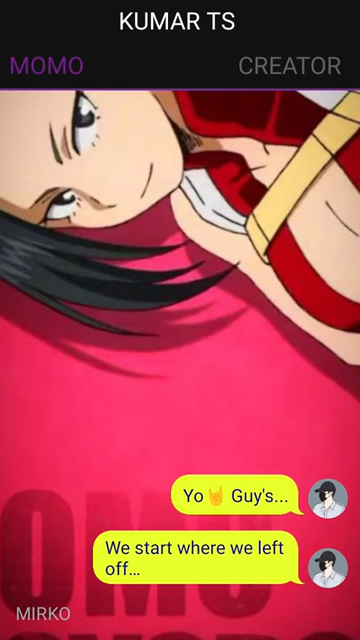 KUMAR TS
MOMO
CREATOR
Yo🤘 Guy's...
We start where we left
off...
MIRKO